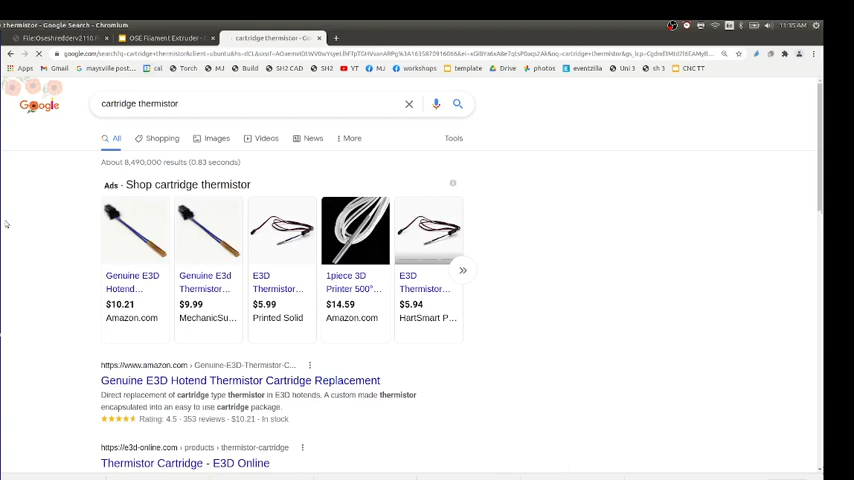 thermistor - Google Search - Chromium
En
11:35 AM
File:Oseshredderv2110.
OSE Filament Extruder -
cartridge thermistor - Go
Apps
Gmail
maysville post...
cal
Torch
MJ
Build
SH2 CAD
YT
MJ
workshops
template
Drive
photos
eventzilla
Uni 3
sh 3
CNC TT
Google
cartridge thermistor
All
Shopping
Images
Videos
News
More
Tools
About 8,490,000 results (0.83 seconds)
Ads · Shop cartridge thermistor
Genuine E3D
Hotend...
$10.21
Amazon.com
Genuine E3d
Thermistor...
$9.99
MechanicSu...
E3D
Thermistor...
$5.99
Printed Solid
1piece 3D
Printer 500°...
$14.59
Amazon.com
E3D
Thermistor...
$5.94
HartSmart P...
https://www.amazon.com › Genuine-E3D-Thermistor-C...
Genuine E3D Hotend Thermistor Cartridge Replacement
Direct replacement of cartridge type thermistor in E3D hotends. A custom made thermistor
encapsulated into an easy to use cartridge package.
Rating: 4.5 · 353 reviews · $10.21 · In stock
https://e3d-online.com › products › thermistor-cartridge
Thermistor Cartridge - E3D Online